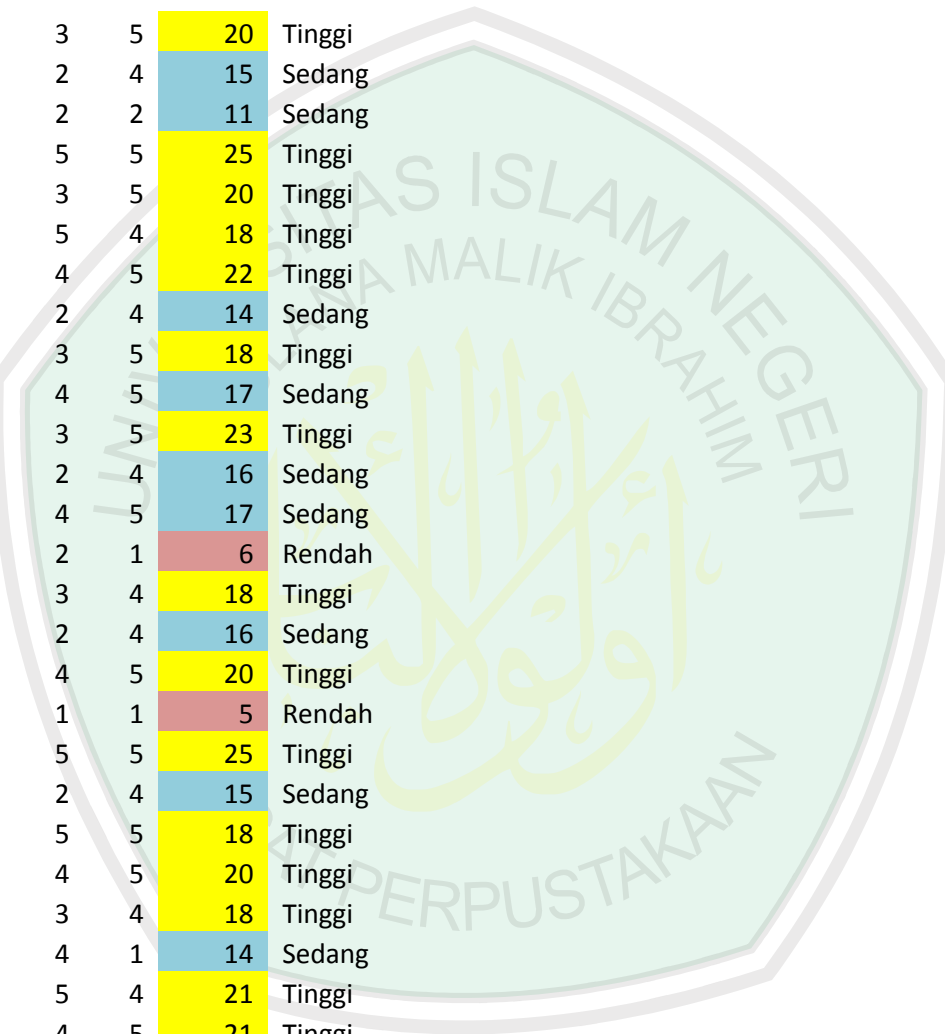 3 5 20 Tinggi
2 4 15 Sedang
2 2 11 Sedang
5 5 25 Tinggi
3 5 20 Tinggi
5 4 18 Tinggi
4 5 22 Tinggi
2 4 14 Sedang
3 5 18 Tinggi
4 5 17 Sedang
3 5 23 Tinggi
2 4 16 Sedang
4 5 17 Sedang
2 1 6 Rendah
3 4 18 Tinggi
2 4 16 Sedang
4 5 20 Tinggi
1 1 5 Rendah
5 5 25 Tinggi
2 4 15 Sedang
5 5 18 Tinggi
4 5 20 Tinggi
3 4 18 Tinggi
4 1 14 Sedang
5 4 21 Tinggi
4 5 21 Tinggi
ISLAM NEGERI
MALIK IBRAHIM
PERPUSTAKAAN